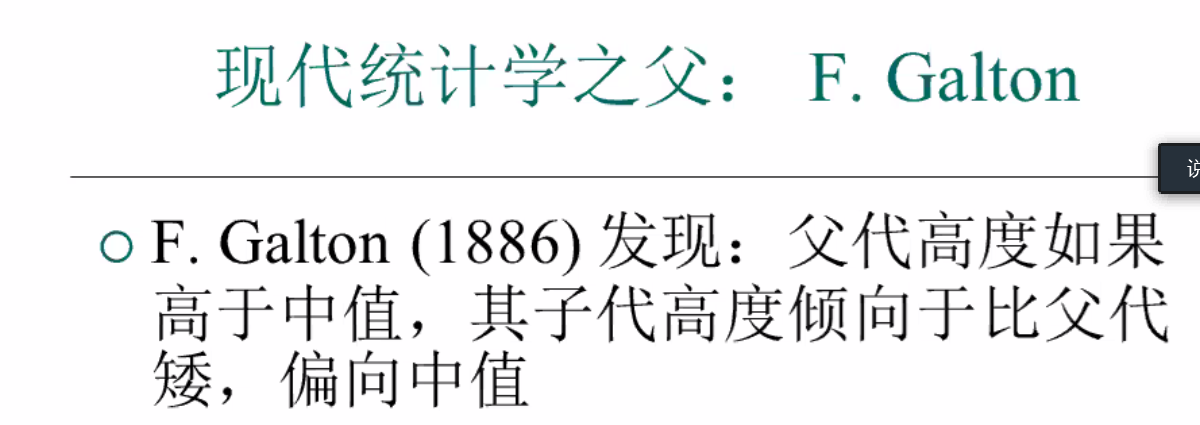 现代统计学之父： F. Galton
说
F. Galton (1886) 发现：父代高度如果
高于中值，其子代高度倾向于比父代
矮，偏向中值